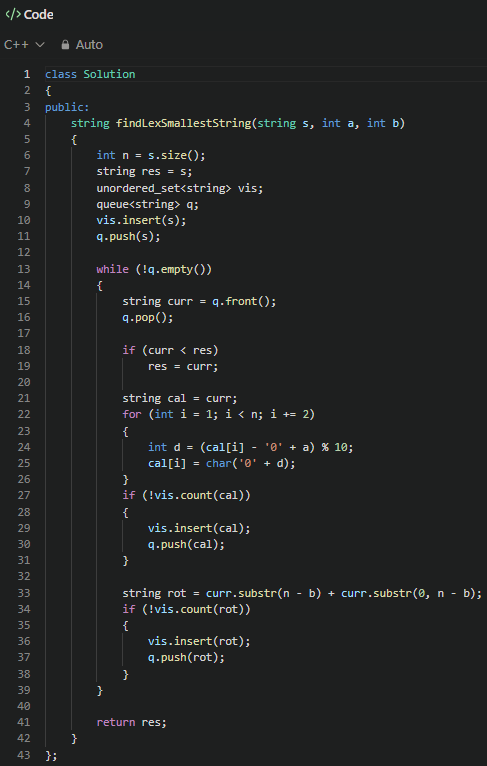 </> Code
C++ Auto
1 class Solution
2 {
3 public:
4     string findLexSmallestString(string s, int a, int b)
5     {
6         int n = s.size();
7         string res = s;
8         unordered_set<string> vis;
9         queue<string> q;
10         vis.insert(s);
11         q.push(s);
12
13         while (!q.empty())
14         {
15             string curr = q.front();
16             q.pop();
17
18             if (curr < res)
19                 res = curr;
20
21             string cal = curr;
22             for (int i = 1; i < n; i += 2)
23             {
24                 int d = (cal[i] - '0' + a) % 10;
25                 cal[i] = char('0' + d);
26             }
27             if (!vis.count(cal))
28             {
29                 vis.insert(cal);
30                 q.push(cal);
31             }
32
33             string rot = curr.substr(n - b) + curr.substr(0, n - b);
34             if (!vis.count(rot))
35             {
36                 vis.insert(rot);
37                 q.push(rot);
38             }
39         }
40
41         return res;
42     }
43 };